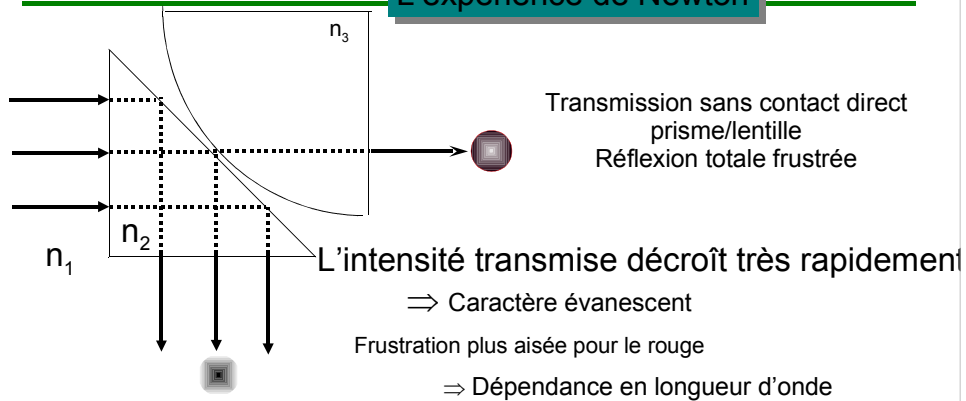 L'expérience de Newton
n3
Transmission sans contact direct
prisme/lentille
Réflexion totale frustrée
n2
n1
L'intensité transmise décroît très rapidement
⇒ Caractère évanescent
Frustration plus aisée pour le rouge
⇒ Dépendance en longueur d'onde